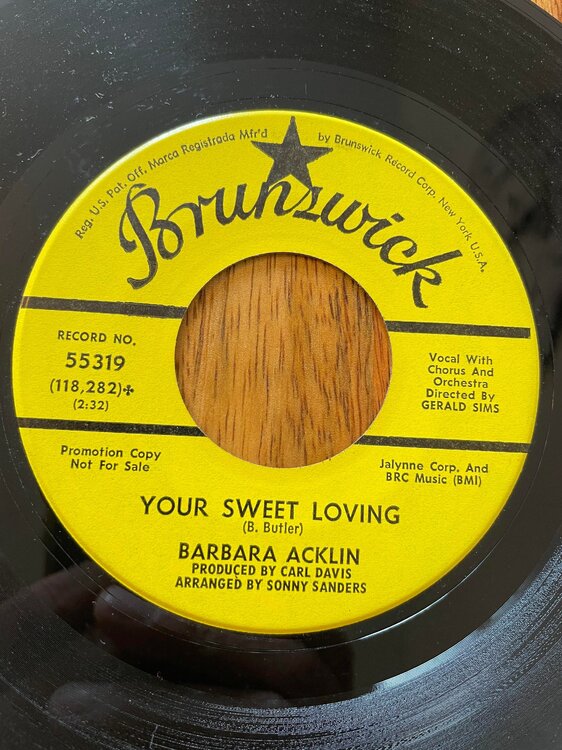 Reg. U.S. Pat. Off. Marca Registrada Mfr'd by Brunswick Record Corp. New York U.S.A.
Brunswick
RECORD NO.
55319
(118,282)✤
(2:32)
Vocal With
Chorus And
Orchestra
Directed By
GERALD SIMS
Promotion Copy
Not For Sale
Jalynne Corp. And
BRC Music (BMI)
YOUR SWEET LOVING
(B. Butler)
BARBARA ACKLIN
PRODUCED BY CARL DAVIS
ARRANGED BY SONNY SANDERS